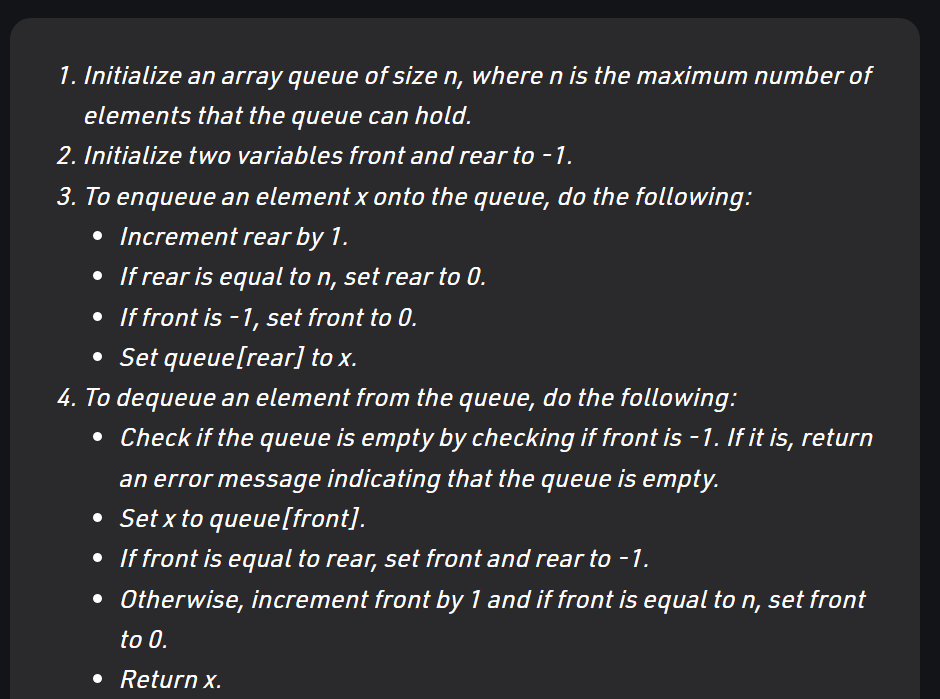 1. Initialize an array queue of size n, where n is the maximum number of
elements that the queue can hold.
2. Initialize two variables front and rear to -1.
3. To enqueue an element x onto the queue, do the following:
• Increment rear by 1.
• If rear is equal to n, set rear to 0.
• If front is -1, set front to 0.
• Set queue[rear] to x.
4. To dequeue an element from the queue, do the following:
• Check if the queue is empty by checking if front is -1. If it is, return
an error message indicating that the queue is empty.
• Set x to queue[front].
• If front is equal to rear, set front and rear to -1.
• Otherwise, increment front by 1 and if front is equal to n, set front
to 0.
• Return x.